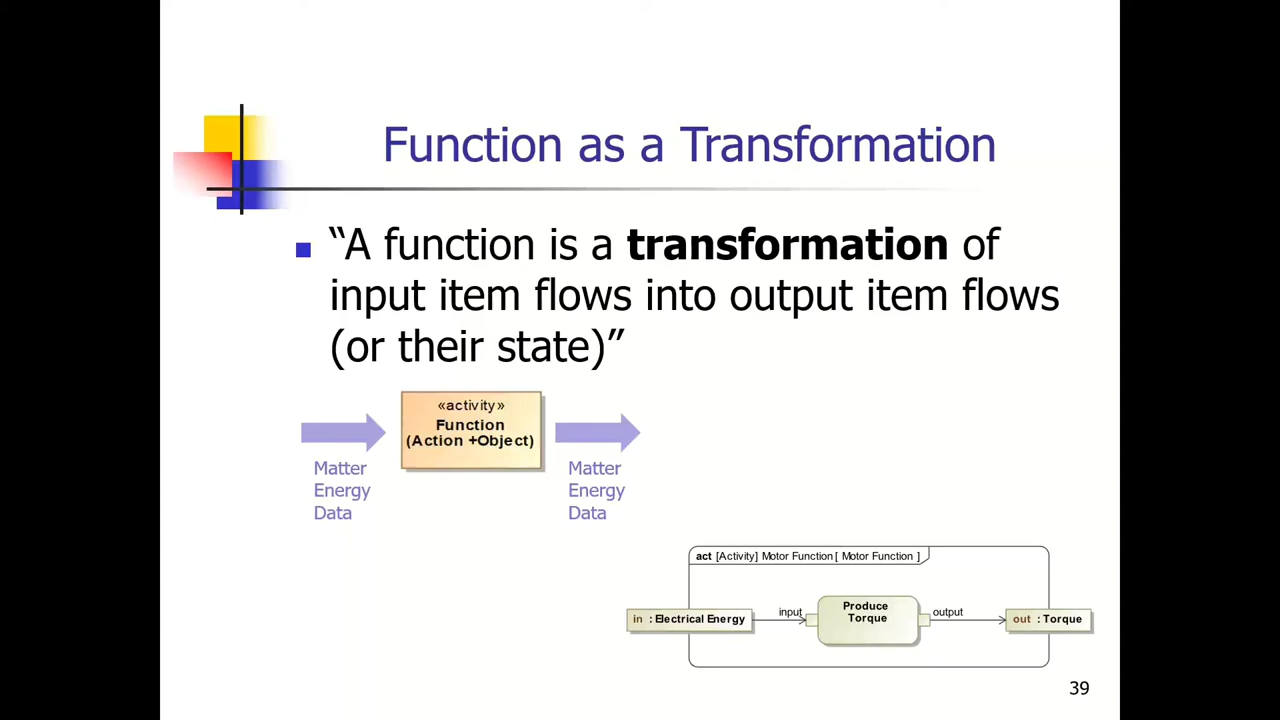 Function as a Transformation
“A function is a transformation of
input item flows into output item flows
(or their state)”
«activity»
Function
(Action +Object)
Matter
Energy
Data
Matter
Energy
Data
act [Activity] Motor Function [ Motor Function ]
in : Electrical Energy
input
Produce
Torque
output
out : Torque
39